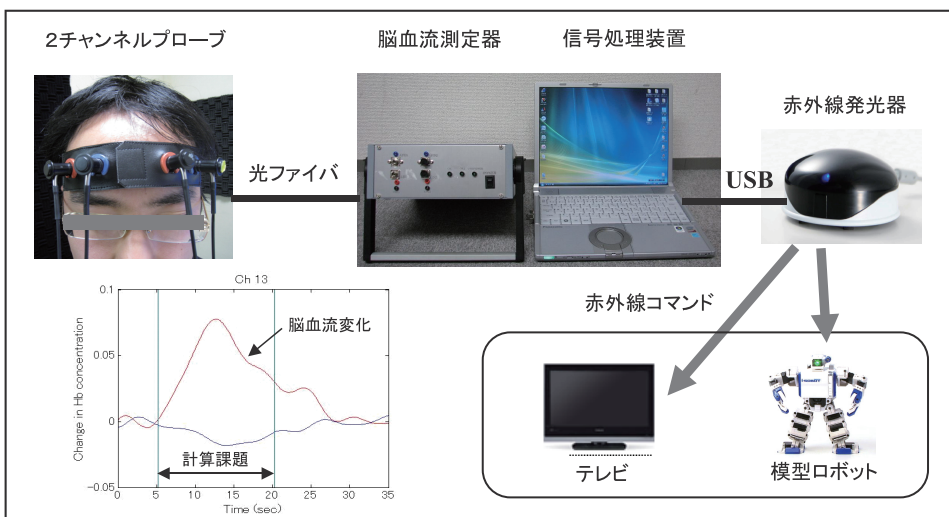 ２チャンネルプローブ
脳血流測定器
信号処理装置
赤外線発光器
光ファイバ
USB
赤外線コマンド
Ch 13
Change in Hb concentration
0.1
0.05
0
−0.05
脳血流変化
計算課題
0 5 10 15 20 25 30 35
Time (sec)
テレビ
模型ロボット